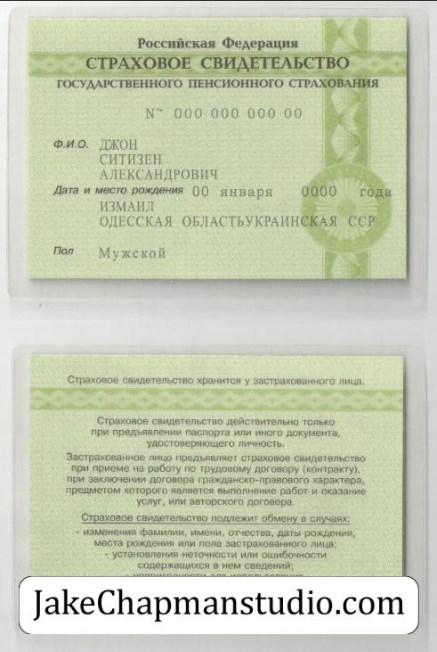 Российская Федерация
СТРАХОВОЕ СВИДЕТЕЛЬСТВО
ГОСУДАРСТВЕННОГО ПЕНСИОННОГО СТРАХОВАНИЯ
N~ 000 000 000 00
Ф.И.О. ДЖОН
СИТИЗЕН
АЛЕКСАНДРОВИЧ
Дата и место рождения 00 января 0000 года
ИЗМАИЛ
ОДЕССКАЯ ОБЛАСТЬУКРАИНСКАЯ ССР
Пол Мужской
Страховое свидетельство хранится у застрахованного лица.
Страховое свидетельство действительно только
при предъявлении паспорта или иного документа,
удостоверяющего личность.
Застрахованное лицо предъявляет страховое свидетельство
при приеме на работу по трудовому договору (контракту),
при заключении договора гражданско-правового характера,
предметом которого является выполнение работ и оказание
услуг, или авторского договора.
Страховое свидетельство подлежит обмену в случаях:
- изменения фамилии, имени, отчества, даты рождения,
места рождения или пола застрахованного лица;
- установления неточности или ошибочности
содержащихся в нем сведений;
JakeChapmanstudio.com